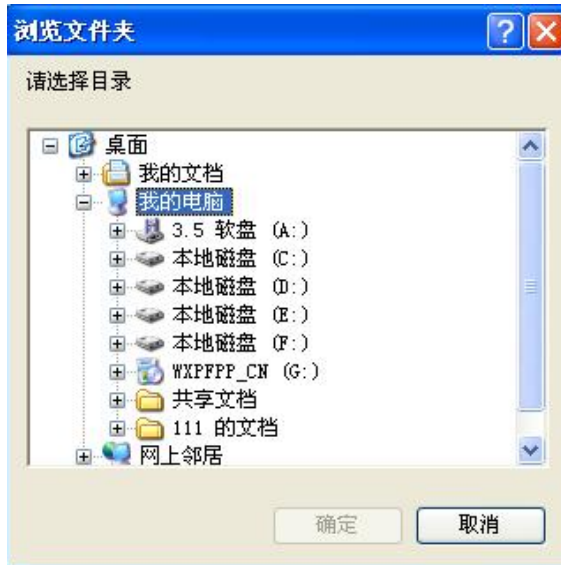 浏览文件夹
请选择目录
桌面
我的文档
我的电脑
3.5 软盘 (A:)
本地磁盘 (C:)
本地磁盘 (D:)
本地磁盘 (E:)
本地磁盘 (F:)
WXPFPP_CN (G:)
共享文档
111 的文档
网上邻居
确定
取消